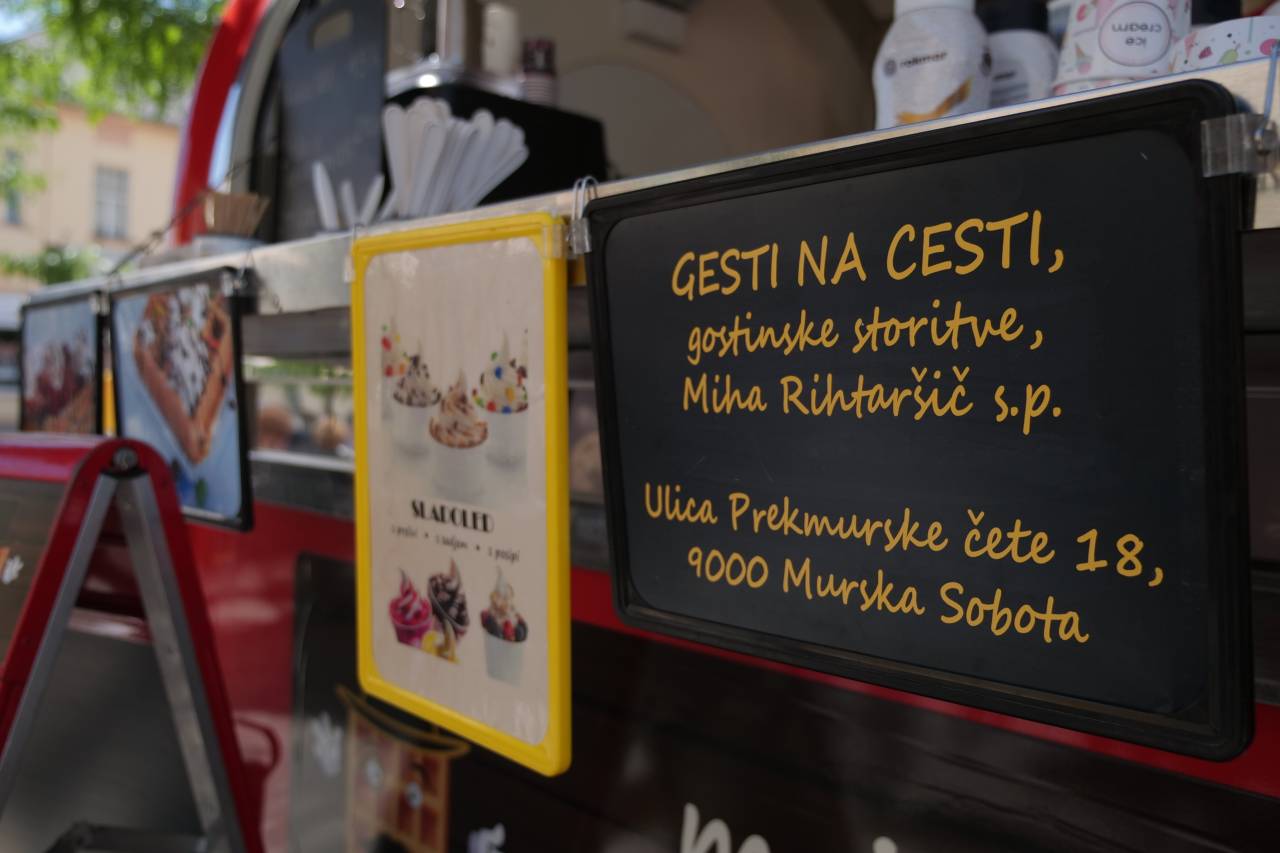 ice
cream
GESTI NA CESTI,
gostinske storitve,
Miha Rihtaršič s.p.
Ulica Prekmurske čete 18,
9000 Murska Sobota
SLADOLED